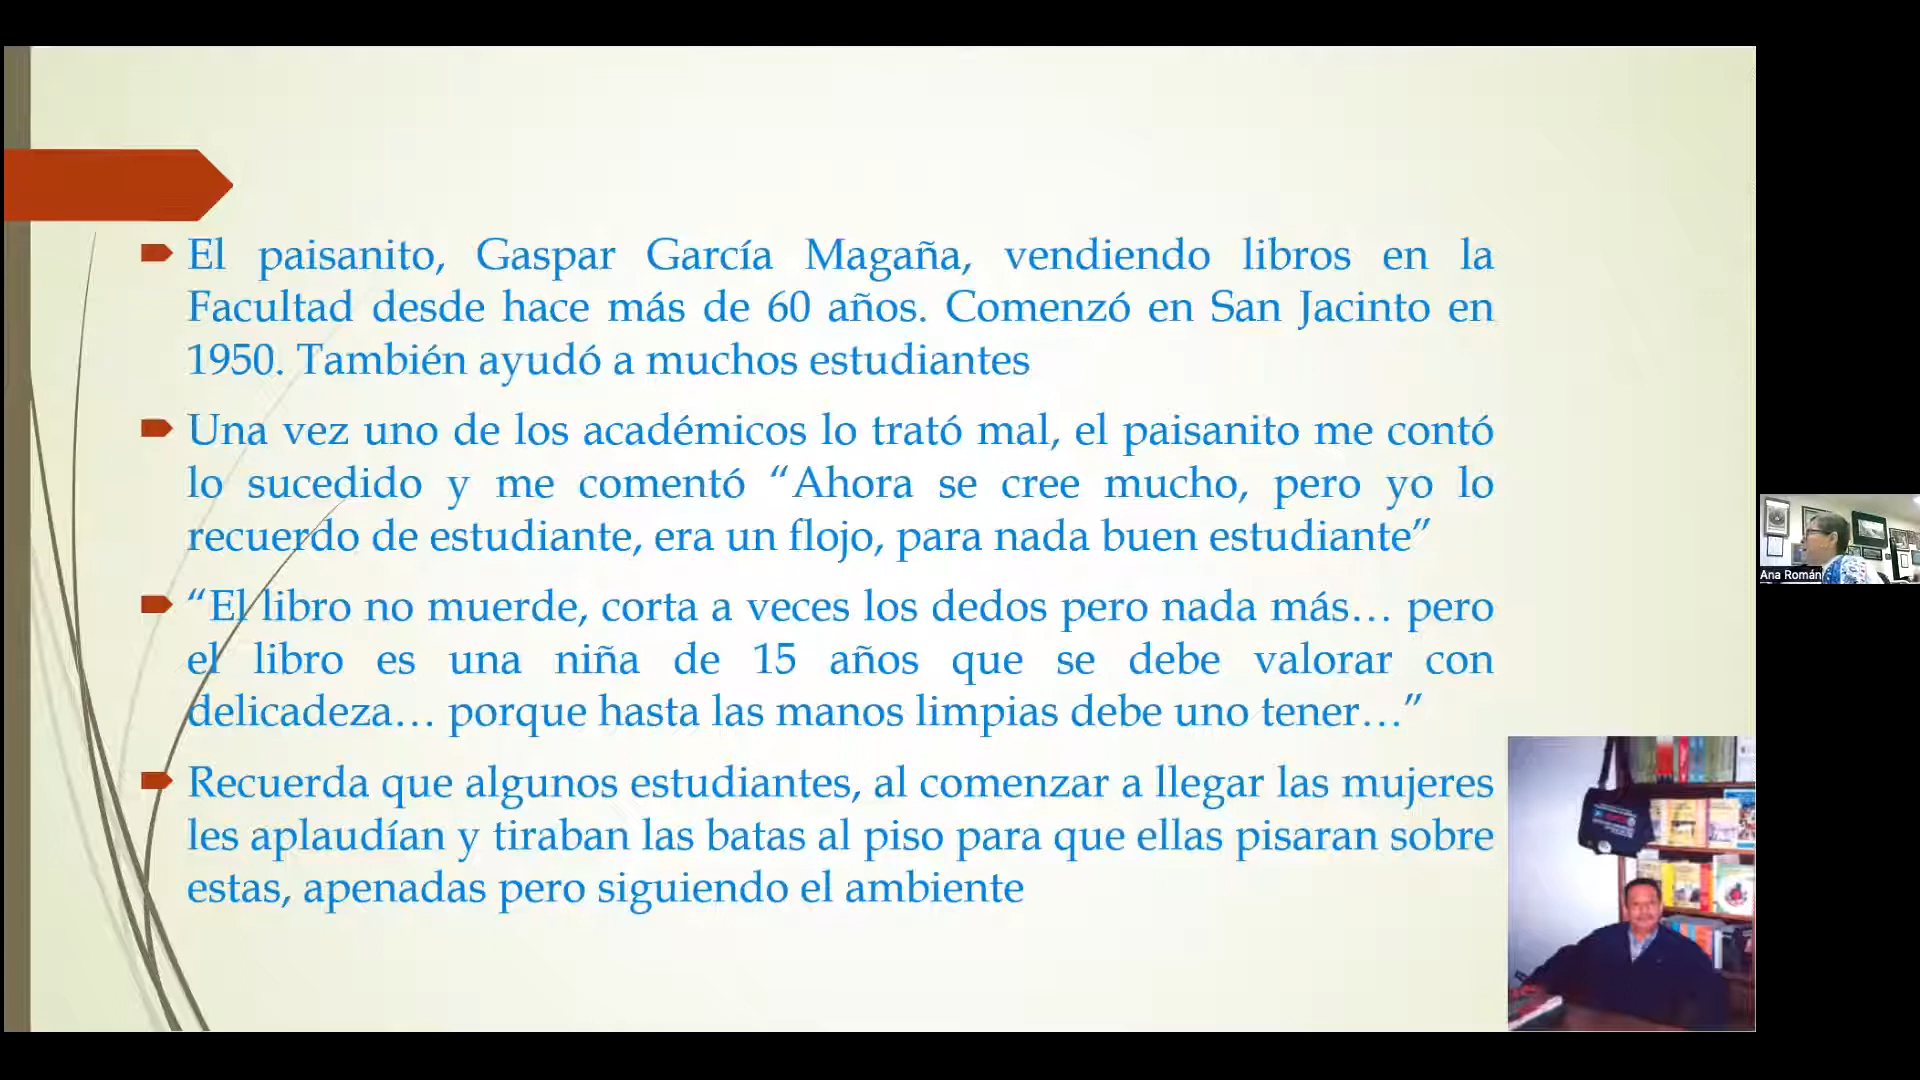 El paisanito, Gaspar García Magaña, vendiendo libros en la
Facultad desde hace más de 60 años. Comenzó en San Jacinto en
1950. También ayudó a muchos estudiantes
Una vez uno de los académicos lo trató mal, el paisanito me contó
lo sucedido y me comentó “Ahora se cree mucho, pero yo lo
recuerdo de estudiante, era un flojo, para nada buen estudiante”
“El libro no muerde, corta a veces los dedos pero nada más… pero
el libro es una niña de 15 años que se debe valorar con
delicadeza… porque hasta las manos limpias debe uno tener…”
Recuerda que algunos estudiantes, al comenzar a llegar las mujeres
les aplaudían y tiraban las batas al piso para que ellas pisaran sobre
estas, apenadas pero siguiendo el ambiente
Ana Román